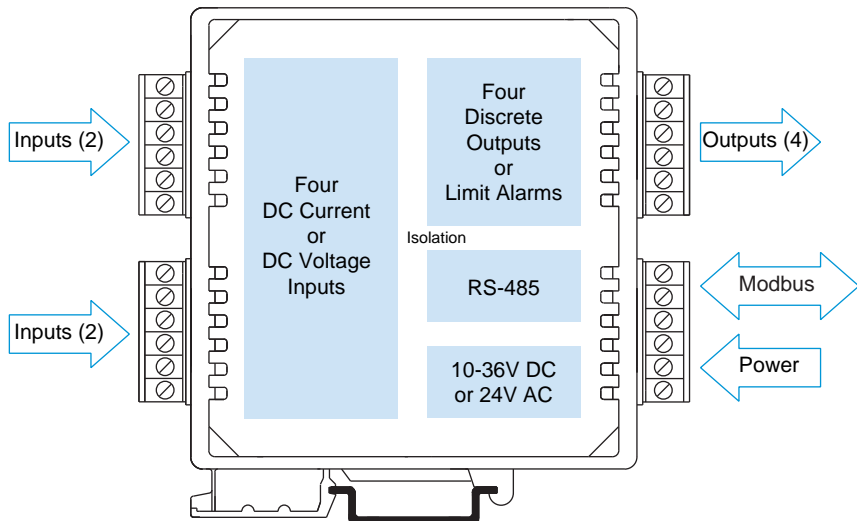 Inputs (2)
Inputs (2)
Four
DC Current
or
DC Voltage
Inputs
Four
Discrete
Outputs
or
Limit Alarms
Isolation
RS-485
10-36V DC
or 24V AC
Outputs (4)
Modbus
Power